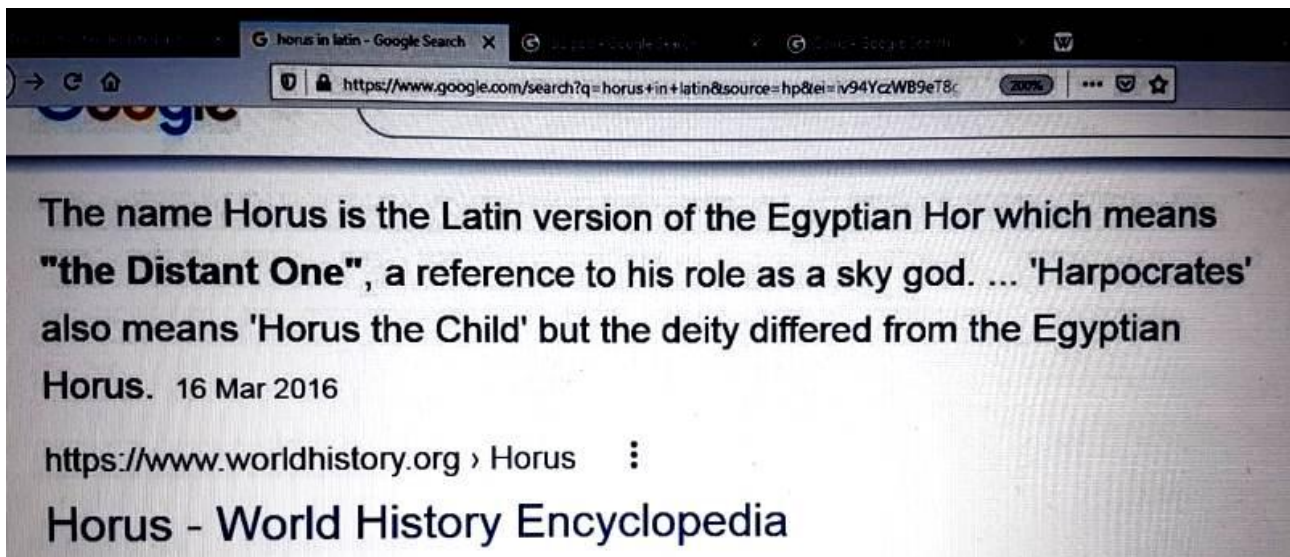 G horus in latin - Google Search X
https://www.google.com/search?q=horus+in+latin&source=hp&ei=iv94YczWB9eT8c 200%
The name Horus is the Latin version of the Egyptian Hor which means
"the Distant One", a reference to his role as a sky god. ... 'Harpocrates'
also means 'Horus the Child' but the deity differed from the Egyptian
Horus. 16 Mar 2016
https://www.worldhistory.org › Horus
Horus - World History Encyclopedia